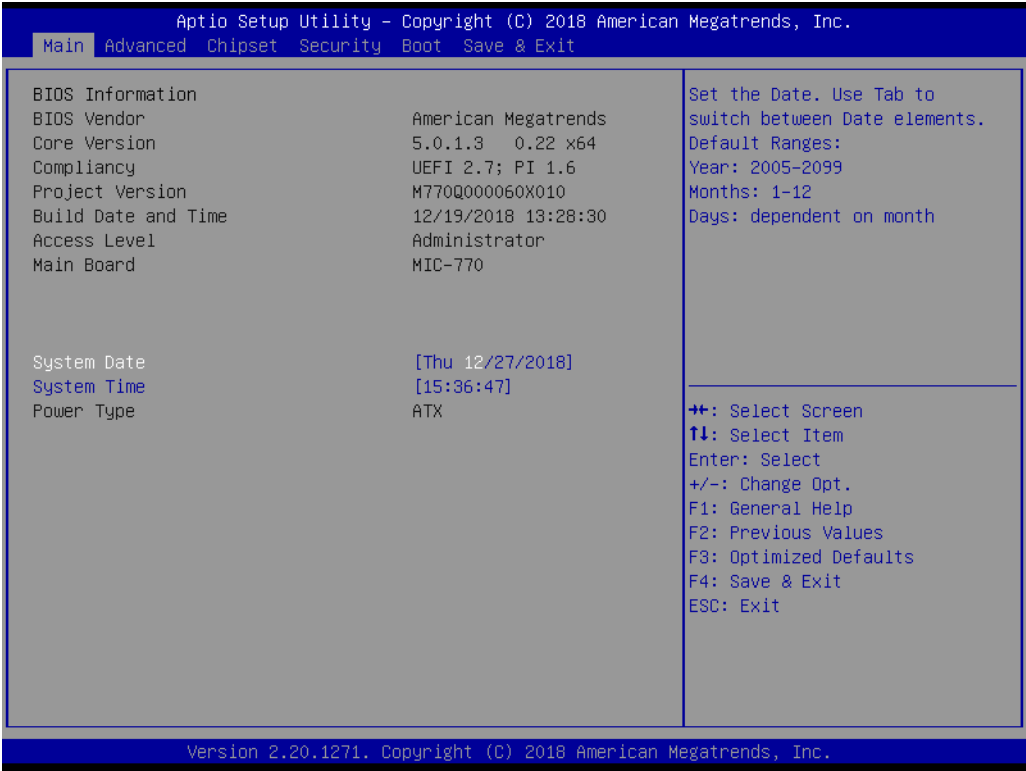 Aptio Setup Utility – Copyright (C) 2018 American Megatrends, Inc.
Main Advanced Chipset Security Boot Save & Exit
BIOS Information
BIOS Vendor American Megatrends
Core Version 5.0.1.3 0.22 x64
Compliancy UEFI 2.7; PI 1.6
Project Version M770Q000060X010
Build Date and Time 12/19/2018 13:28:30
Access Level Administrator
Main Board MIC-770
System Date [Thu 12/27/2018]
System Time [15:36:47]
Power Type ATX
Set the Date. Use Tab to
switch between Date elements.
Default Ranges:
Year: 2005-2099
Months: 1-12
Days: dependent on month
→←: Select Screen
↑↓: Select Item
Enter: Select
+/-: Change Opt.
F1: General Help
F2: Previous Values
F3: Optimized Defaults
F4: Save & Exit
ESC: Exit
Version 2.20.1271. Copyright (C) 2018 American Megatrends, Inc.